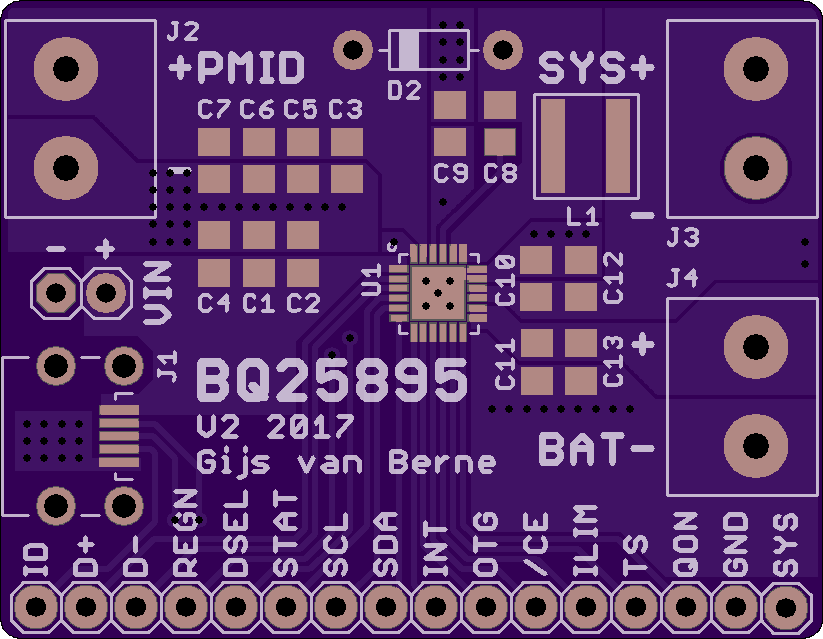 J2
+PMID
D2
SYS+
C7 C6 C5 C3
C9 C8
L1 -
J3
- +
VIN
U1
C10
C12
J4
C4 C1 C2
+
C11
C13
J1
BQ25895
V2 2017
Gijs van Berne
BAT-
ID D+ D- REGN DSEL STAT SCL SDA INT OTG /CE ILIM TS QON GND SYS